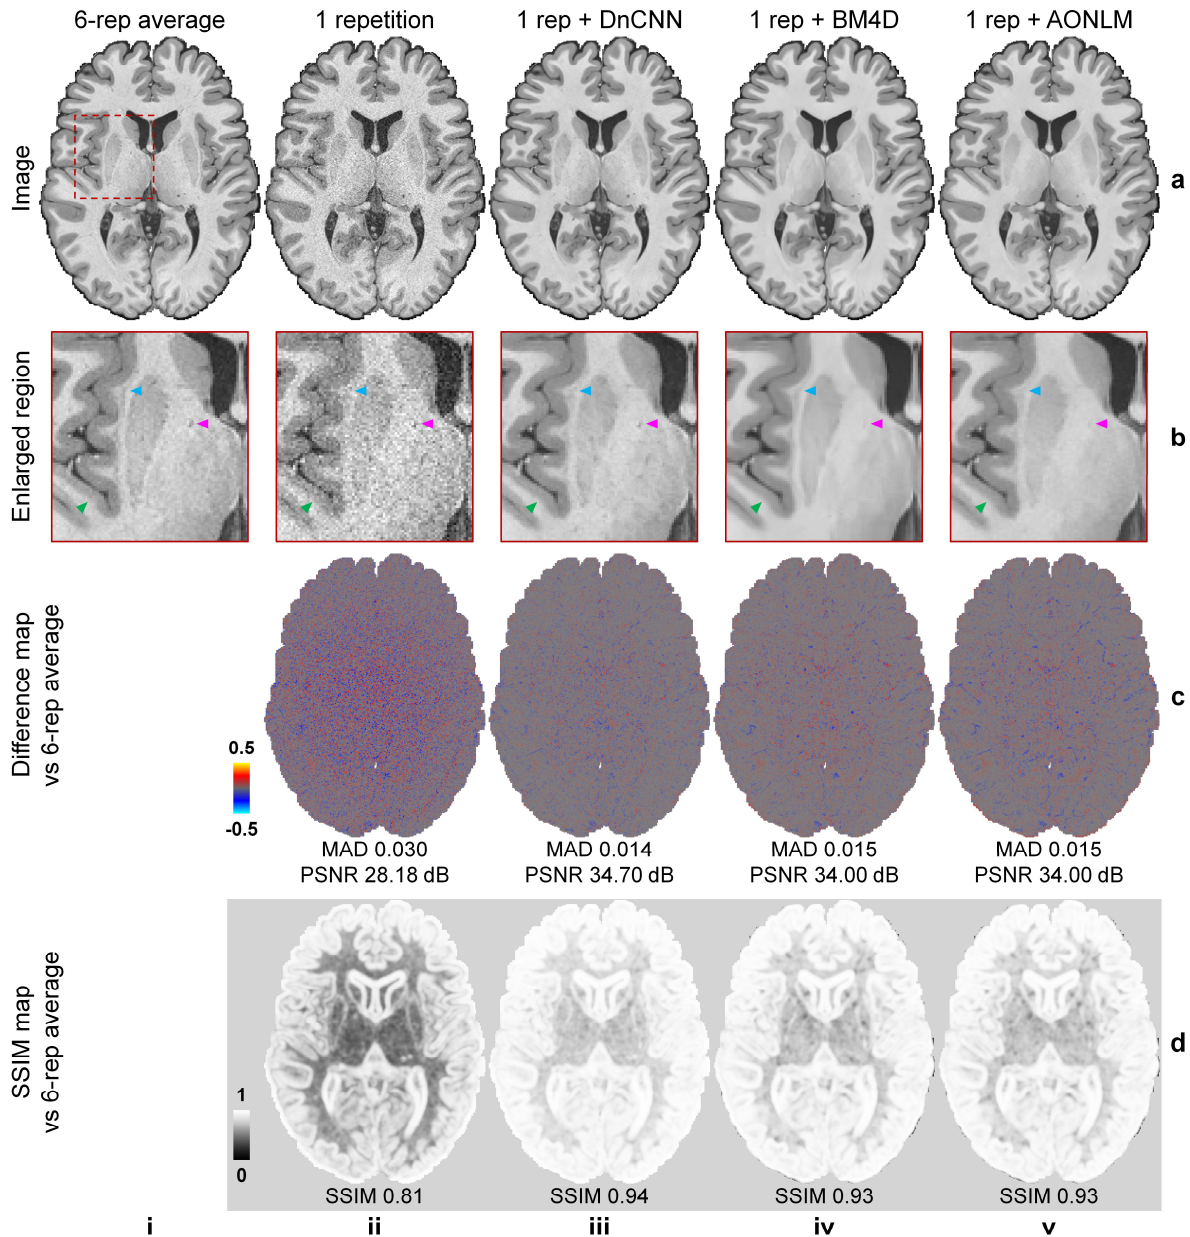 6-rep average 1 repetition 1 rep + DnCNN 1 rep + BM4D 1 rep + AONLM
Image
a
Enlarged region
b
Difference map
vs 6-rep average
c
0.5
-0.5
MAD 0.030 MAD 0.014 MAD 0.015 MAD 0.015
PSNR 28.18 dB PSNR 34.70 dB PSNR 34.00 dB PSNR 34.00 dB
SSIM map
vs 6-rep average
d
1
0
SSIM 0.81 SSIM 0.94 SSIM 0.93 SSIM 0.93
i ii iii iv v